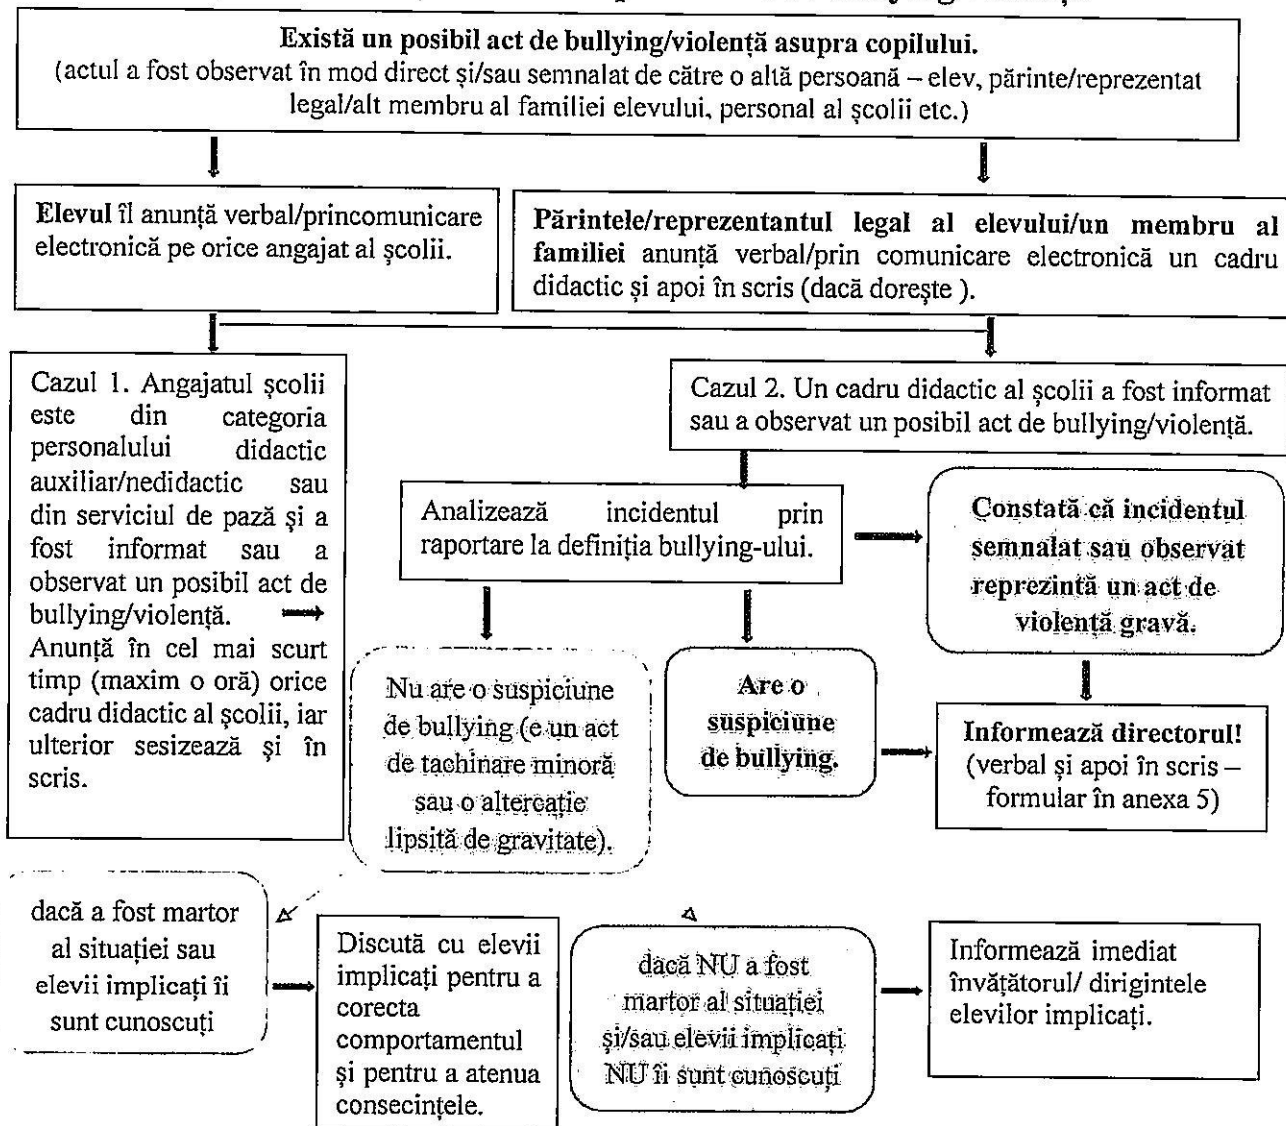 Există un posibil act de bullying/violență asupra copilului.
(actul a fost observat în mod direct și/sau semnalat de către o altă persoană – elev, părinte/reprezentat
legal/alt membru al familiei elevului, personal al școlii etc.)
Elevul îl anunță verbal/princomunicare
electronică pe orice angajat al școlii.
Părintele/reprezentantul legal al elevului/un membru al
familiei anunță verbal/prin comunicare electronică un cadru
didactic și apoi în scris (dacă dorește ).
Cazul 1. Angajatul școlii
este din categoria
personalului didactic
auxiliar/nedidactic sau
din serviciul de pază și a
fost informat sau a
observat un posibil act de
bullying/violență.
Anunță în cel mai scurt
timp (maxim o oră) orice
cadru didactic al școlii, iar
ulterior sesizează și în
scris.
Cazul 2. Un cadru didactic al școlii a fost informat
sau a observat un posibil act de bullying/violență.
Analizează incidentul prin
raportare la definiția bullying-ului.
Constată că incidentul
semnalat sau observat
reprezintă un act de
violență gravă.
Nu are o suspiciune
de bullying (e un act
de tachinare minoră
sau o altercație
lipsită de gravitate).
Are o
suspiciune
de bullying.
Informează directorul!
(verbal și apoi în scris –
formular în anexa 5)
dacă a fost martor
al situației sau
elevii implicați îi
sunt cunoscuți
Discută cu elevii
implicați pentru a
corecta
comportamentul
și pentru a atenua
consecințele.
dacă NU a fost
martor al situației
și/sau elevii implicați
NU îi sunt cunoscuți
Informează imediat
învățătorul/ dirigintele
elevilor implicați.